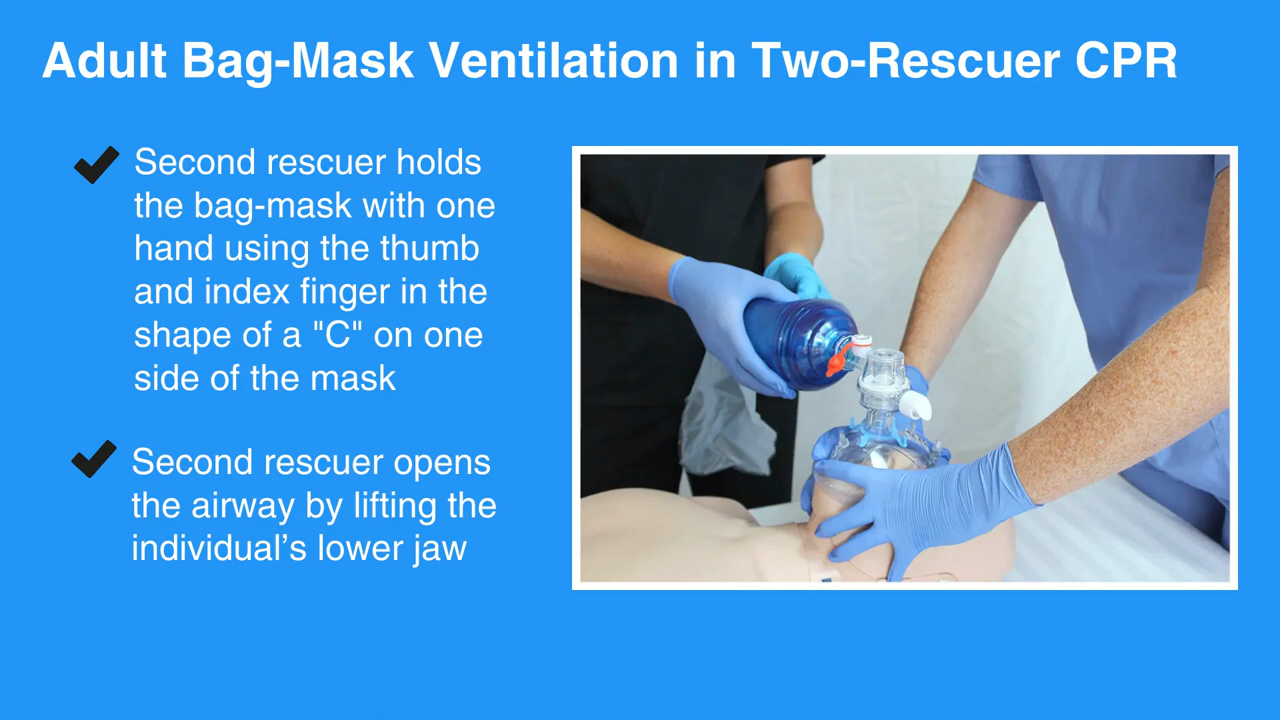 Adult Bag-Mask Ventilation in Two-Rescuer CPR
Second rescuer holds
the bag-mask with one
hand using the thumb
and index finger in the
shape of a "C" on one
side of the mask
Second rescuer opens
the airway by lifting the
individual’s lower jaw